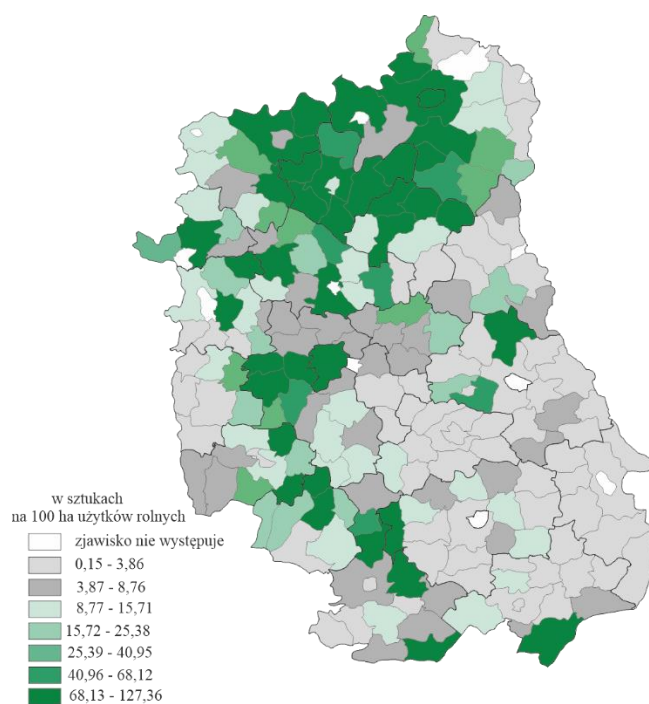 w sztukach
na 100 ha użytków rolnych
zjawisko nie występuje
0,15 - 3,86
3,87 - 8,76
8,77 - 15,71
15,72 - 25,38
25,39 - 40,95
40,96 - 68,12
68,13 - 127,36